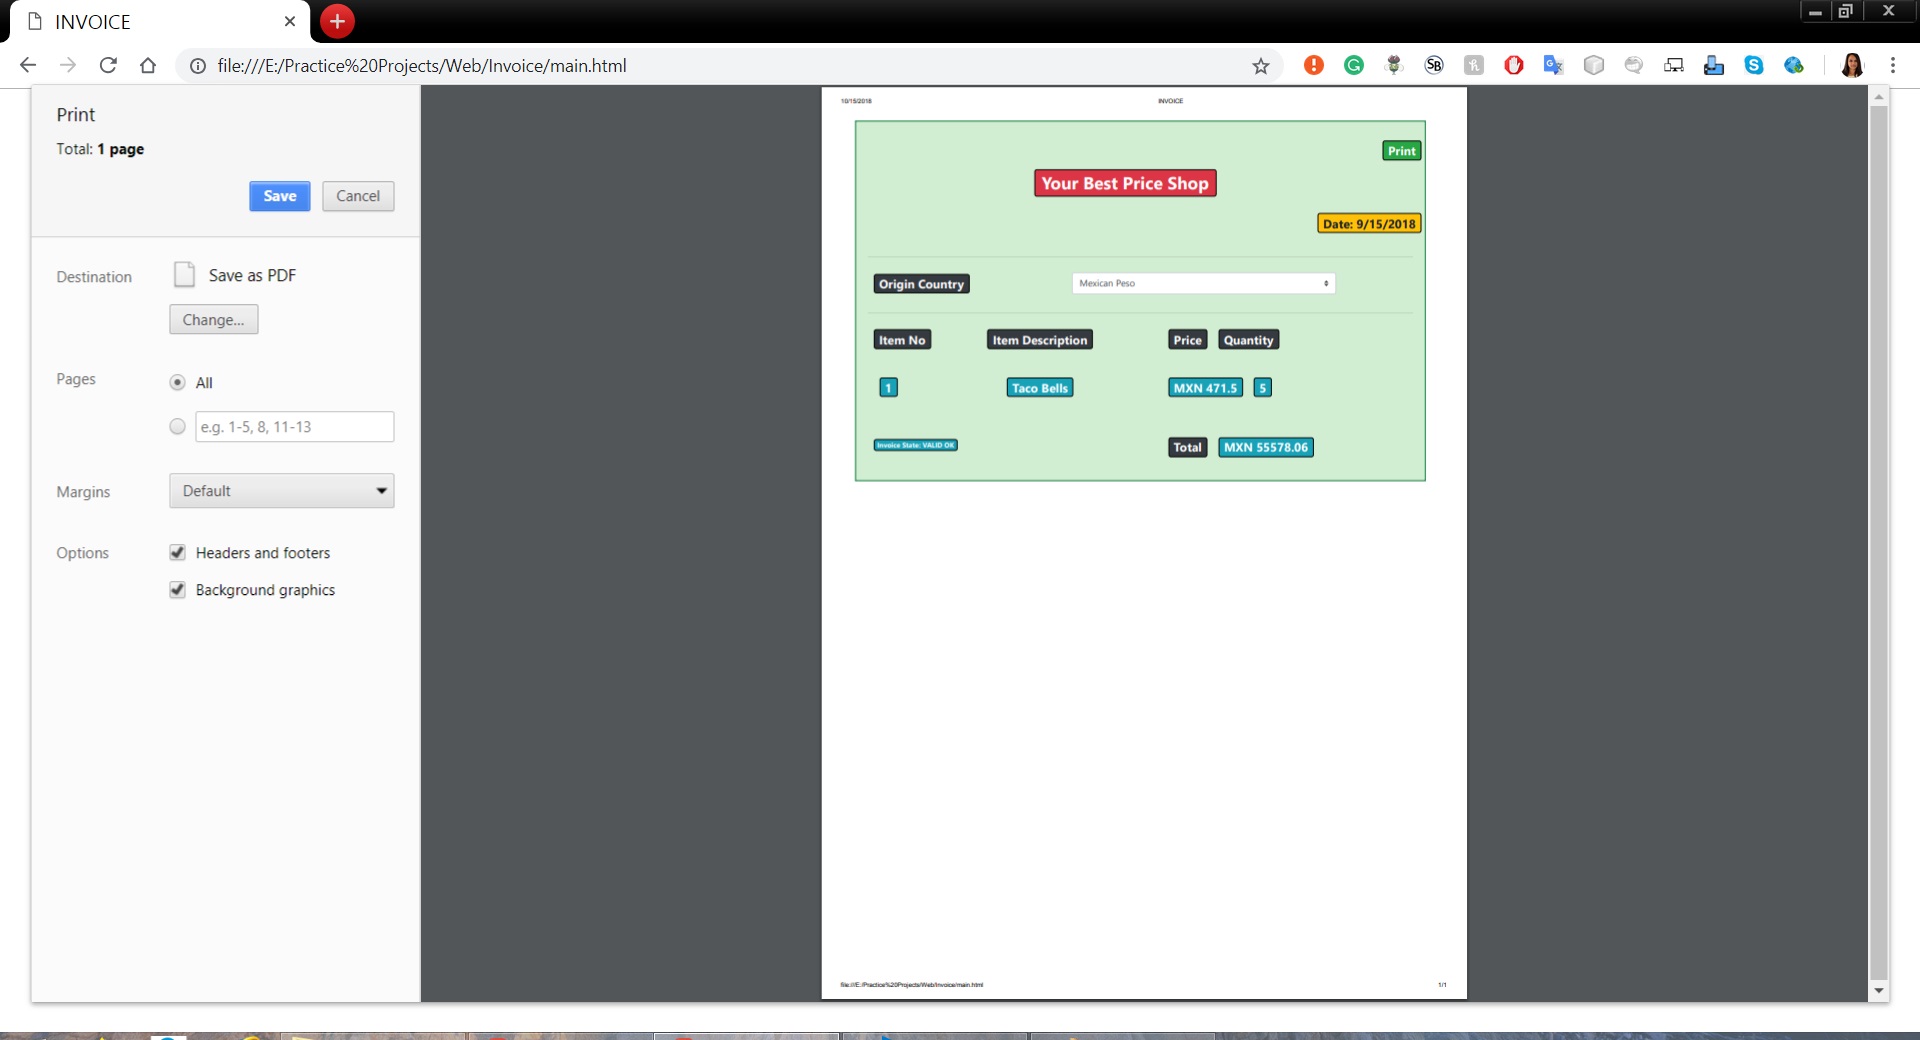 INVOICE
file:///E:/Practice%20Projects/Web/Invoice/main.html
Print
Total: 1 page
Save Cancel
Destination Save as PDF
Change...
Pages All
e.g. 1-5, 8, 11-13
Margins Default
Options Headers and footers
Background graphics
10/15/2018 INVOICE
Print
Your Best Price Shop
Date: 9/15/2018
Origin Country Mexican Peso
Item No Item Description Price Quantity
1 Taco Bells MXN 471.5 5
Invoice State: VALID OK Total MXN 55578.06
file:///E:/Practice%20Projects/Web/Invoice/main.html 1/1